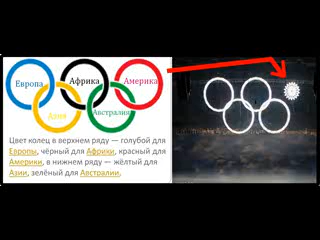 Европа
Африка
Америка
Азия
Австралия
Цвет колец в верхнем ряду — голубой для
Европы, чёрный для Африки, красный для
Америки, в нижнем ряду — жёлтый для
Азии, зелёный для Австралии.